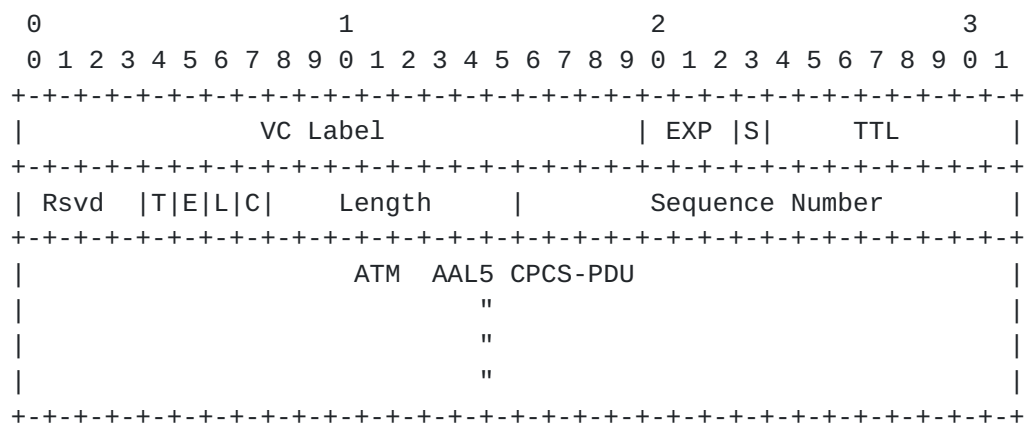 0                   1                   2                   3
 0 1 2 3 4 5 6 7 8 9 0 1 2 3 4 5 6 7 8 9 0 1 2 3 4 5 6 7 8 9 0 1
+-+-+-+-+-+-+-+-+-+-+-+-+-+-+-+-+-+-+-+-+-+-+-+-+-+-+-+-+-+-+-+-+
|               VC Label                | EXP |S|     TTL       |
+-+-+-+-+-+-+-+-+-+-+-+-+-+-+-+-+-+-+-+-+-+-+-+-+-+-+-+-+-+-+-+-+
| Rsvd  |T|E|L|C|    Length     |        Sequence Number        |
+-+-+-+-+-+-+-+-+-+-+-+-+-+-+-+-+-+-+-+-+-+-+-+-+-+-+-+-+-+-+-+-+
|                     ATM  AAL5 CPCS-PDU                        |
|                             "                                 |
|                             "                                 |
|                             "                                 |
+-+-+-+-+-+-+-+-+-+-+-+-+-+-+-+-+-+-+-+-+-+-+-+-+-+-+-+-+-+-+-+-+